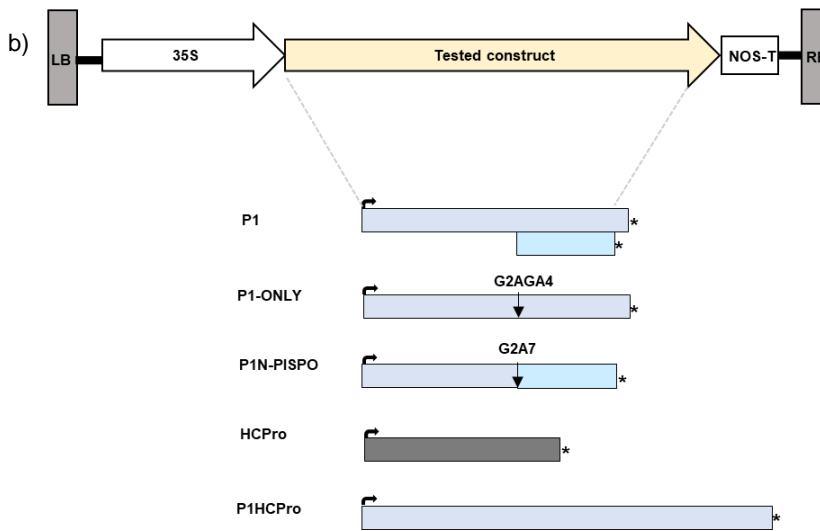 b)
LB
35S
Tested construct
NOS-T
P1
*
*
P1-ONLY
G2AGA4
*
P1N-PISPO
G2A7
*
HCPro
*
P1HCPro
*